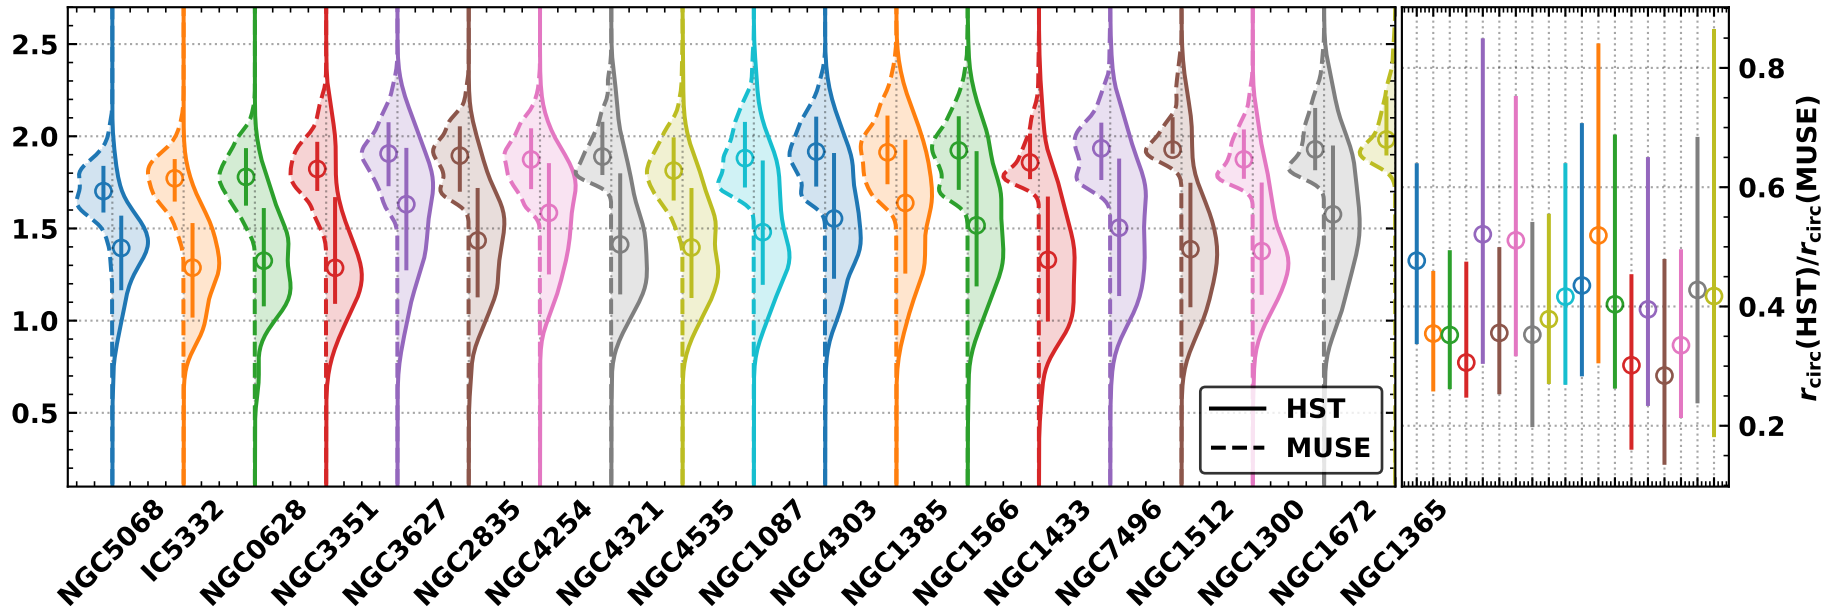 2.5
2.0
1.5
1.0
0.5
HST
MUSE
NGC5068
IC5332
NGC0628
NGC3351
NGC3627
NGC2835
NGC4254
NGC4321
NGC4535
NGC1087
NGC4303
NGC1385
NGC1566
NGC1433
NGC7496
NGC1512
NGC1300
NGC1672
NGC1365
0.8
0.6
0.4
0.2
r_circ(HST)/r_circ(MUSE)